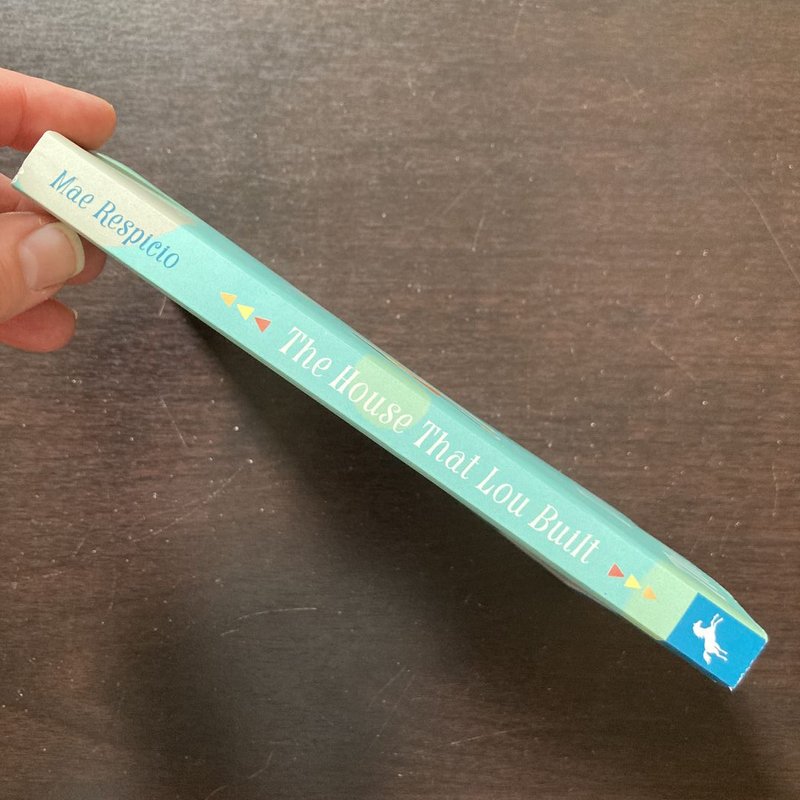 Mae Respicio
The House That Lou Built